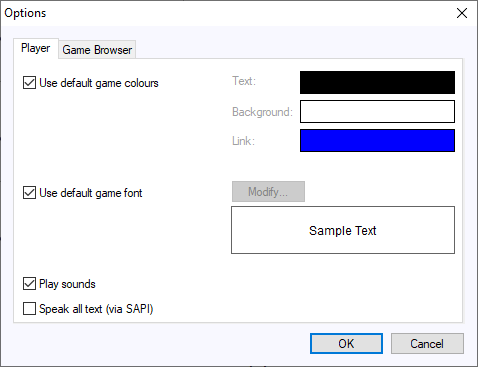 Options
Player
Game Browser
Use default game colours
Text:
Background:
Link:
Use default game font
Modify...
Sample Text
Play sounds
Speak all text (via SAPI)
OK
Cancel